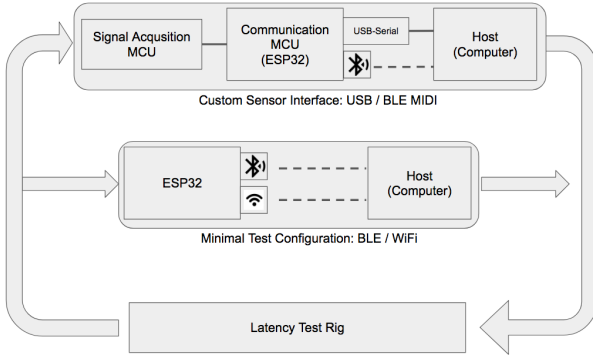 Signal Acqusition
MCU
Communication
MCU
(ESP32)
USB-Serial
Host
(Computer)
Custom Sensor Interface: USB / BLE MIDI
ESP32
Host
(Computer)
Minimal Test Configuration: BLE / WiFi
Latency Test Rig